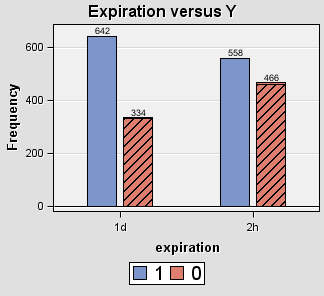 Expiration versus Y
642
558
466
334
600
400
200
0
Frequency
1d 2h
expiration
1 0